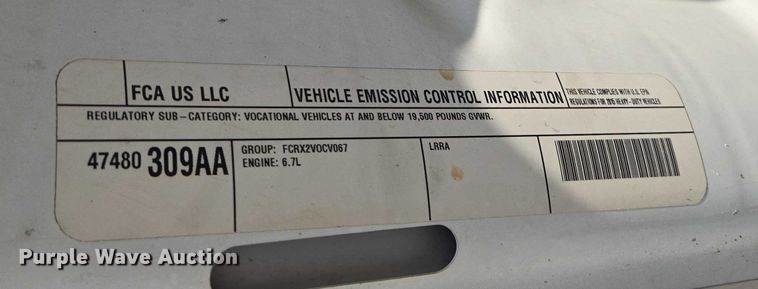 FCA US LLC
VEHICLE EMISSION CONTROL INFORMATION
THIS VEHICLE COMPLIES WITH U.S. EPA
REGULATIONS FOR 2015 HEAVY - DUTY VEHICLES
REGULATORY SUB - CATEGORY: VOCATIONAL VEHICLES AT AND BELOW 19,500 POUNDS GVWR.
47480 309AA
GROUP: FCRX2VOCV067
ENGINE: 6.7L
LRRA
Purple Wave Auction